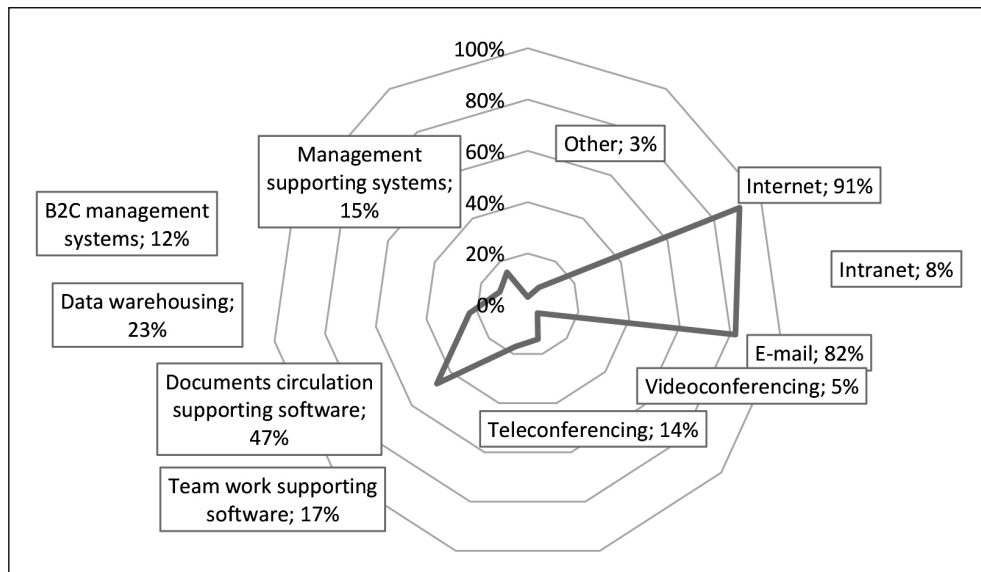 100%
80%
60%
40%
20%
0%
Other; 3%
Internet; 91%
Intranet; 8%
E-mail; 82%
Videoconferencing; 5%
Teleconferencing; 14%
Team work supporting
software; 17%
Documents circulation
supporting software;
47%
Data warehousing;
23%
B2C management
systems; 12%
Management
supporting systems;
15%